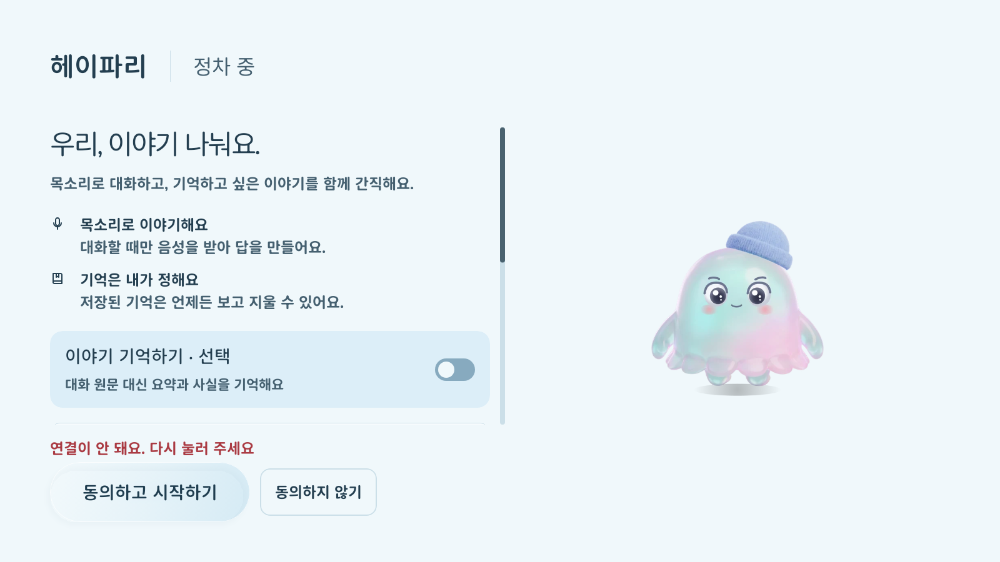 헤이파리
정차 중
우리, 이야기 나눠요.
목소리로 대화하고, 기억하고 싶은 이야기를 함께 간직해요.
목소리로 이야기해요
대화할 때만 음성을 받아 답을 만들어요.
기억은 내가 정해요
저장된 기억은 언제든 보고 지울 수 있어요.
이야기 기억하기 · 선택
대화 원문 대신 요약과 사실을 기억해요
연결이 안 돼요. 다시 눌러 주세요
동의하고 시작하기
동의하지 않기